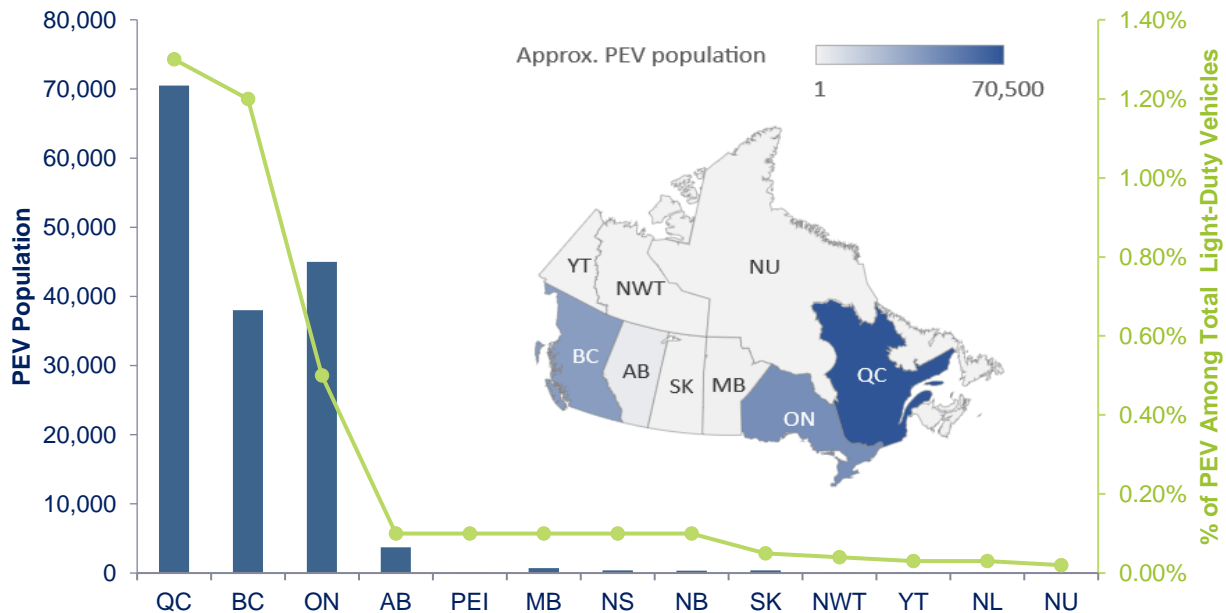 80,000
70,000
60,000
50,000
40,000
30,000
20,000
10,000
0
PEV Population
Approx. PEV population
1 70,500
YT
NWT
NU
BC
AB
SK
MB
ON
QC
1.40%
1.20%
1.00%
0.80%
0.60%
0.40%
0.20%
0.00%
% of PEV Among Total Light-Duty Vehicles
QC BC ON AB PEI MB NS NB SK NWT YT NL NU